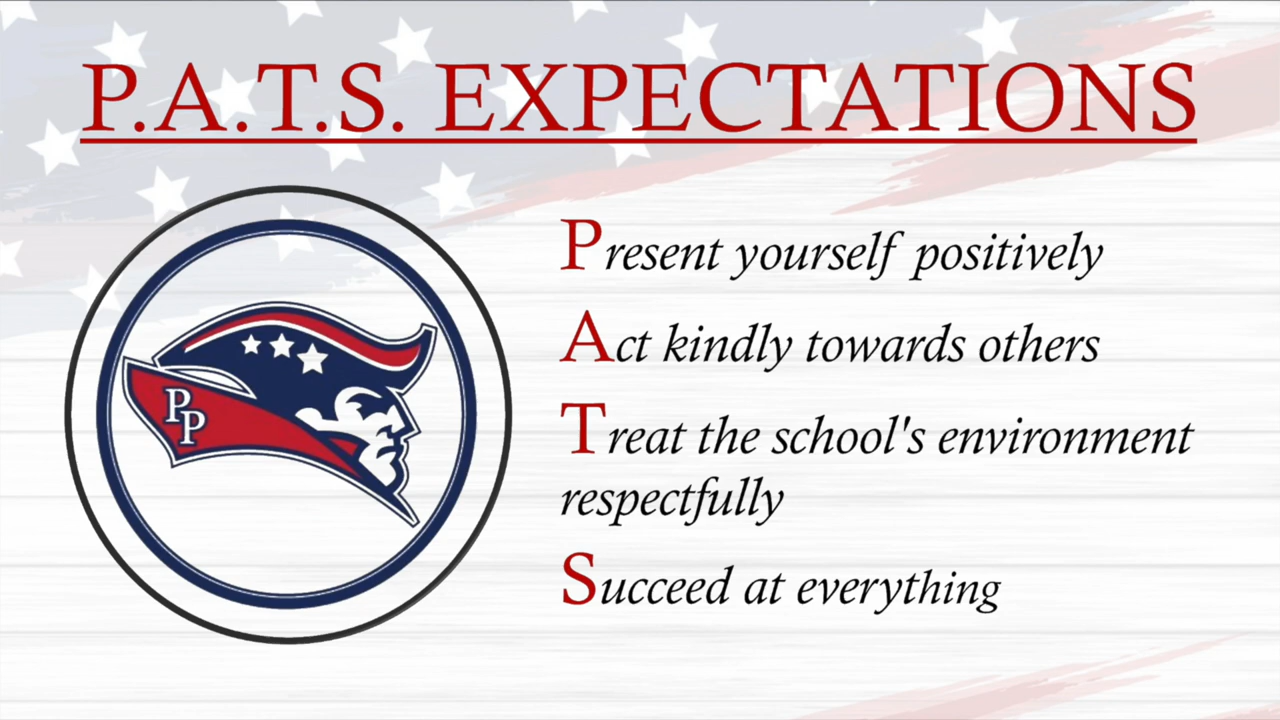 P.A.T.S. EXPECTATIONS
PP
Present yourself positively
Act kindly towards others
Treat the school's environment
respectfully
Succeed at everything